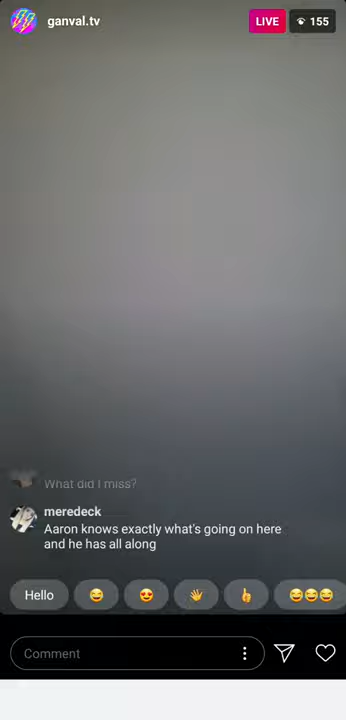 ganval.tv
LIVE
155
What did I miss?
meredeck
Aaron knows exactly what's going on here
and he has all along
Hello
Comment